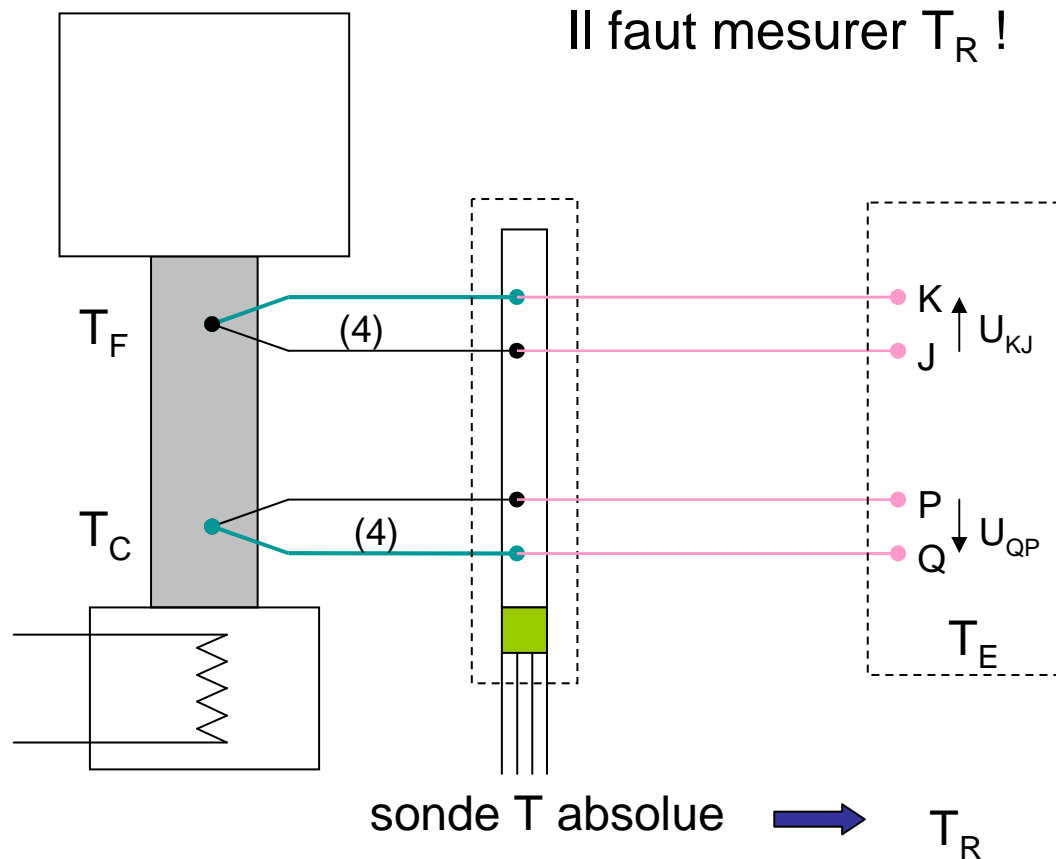 Il faut mesurer T_R !
K
T_F
(4)
U_KJ
J
P
T_C
(4)
U_QP
Q
T_E
sonde T absolue
T_R